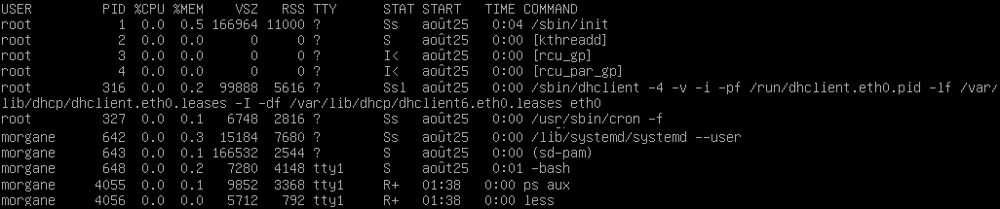 USER       PID %CPU %MEM    VSZ   RSS TTY      STAT START   TIME COMMAND
root         1  0.0  0.5 166964 11000 ?        Ss   août25   0:04 /sbin/init
root         2  0.0  0.0      0     0 ?        S    août25   0:00 [kthreadd]
root         3  0.0  0.0      0     0 ?        I<   août25   0:00 [rcu_gp]
root         4  0.0  0.0      0     0 ?        I<   août25   0:00 [rcu_par_gp]
root       316  0.0  0.2  99888  5616 ?        Ssl  août25   0:00 /sbin/dhclient -4 -v -i -pf /run/dhclient.eth0.pid -lf /var/
lib/dhcp/dhclient.eth0.leases -I -df /var/lib/dhcp/dhclient6.eth0.leases eth0
root       327  0.0  0.1   6748  2816 ?        Ss   août25   0:00 /usr/sbin/cron -f
morgane    642  0.0  0.3  15184  7680 ?        Ss   août25   0:00 /lib/systemd/systemd --user
morgane    643  0.0  0.1 166532  2544 ?        S    août25   0:00 (sd-pam)
morgane    648  0.0  0.2   7280  4148 tty1     S    août25   0:01 -bash
morgane   4055  0.0  0.1   9852  3368 tty1     R+   01:38   0:00 ps aux
morgane   4056  0.0  0.0   5712   792 tty1     R+   01:38   0:00 less